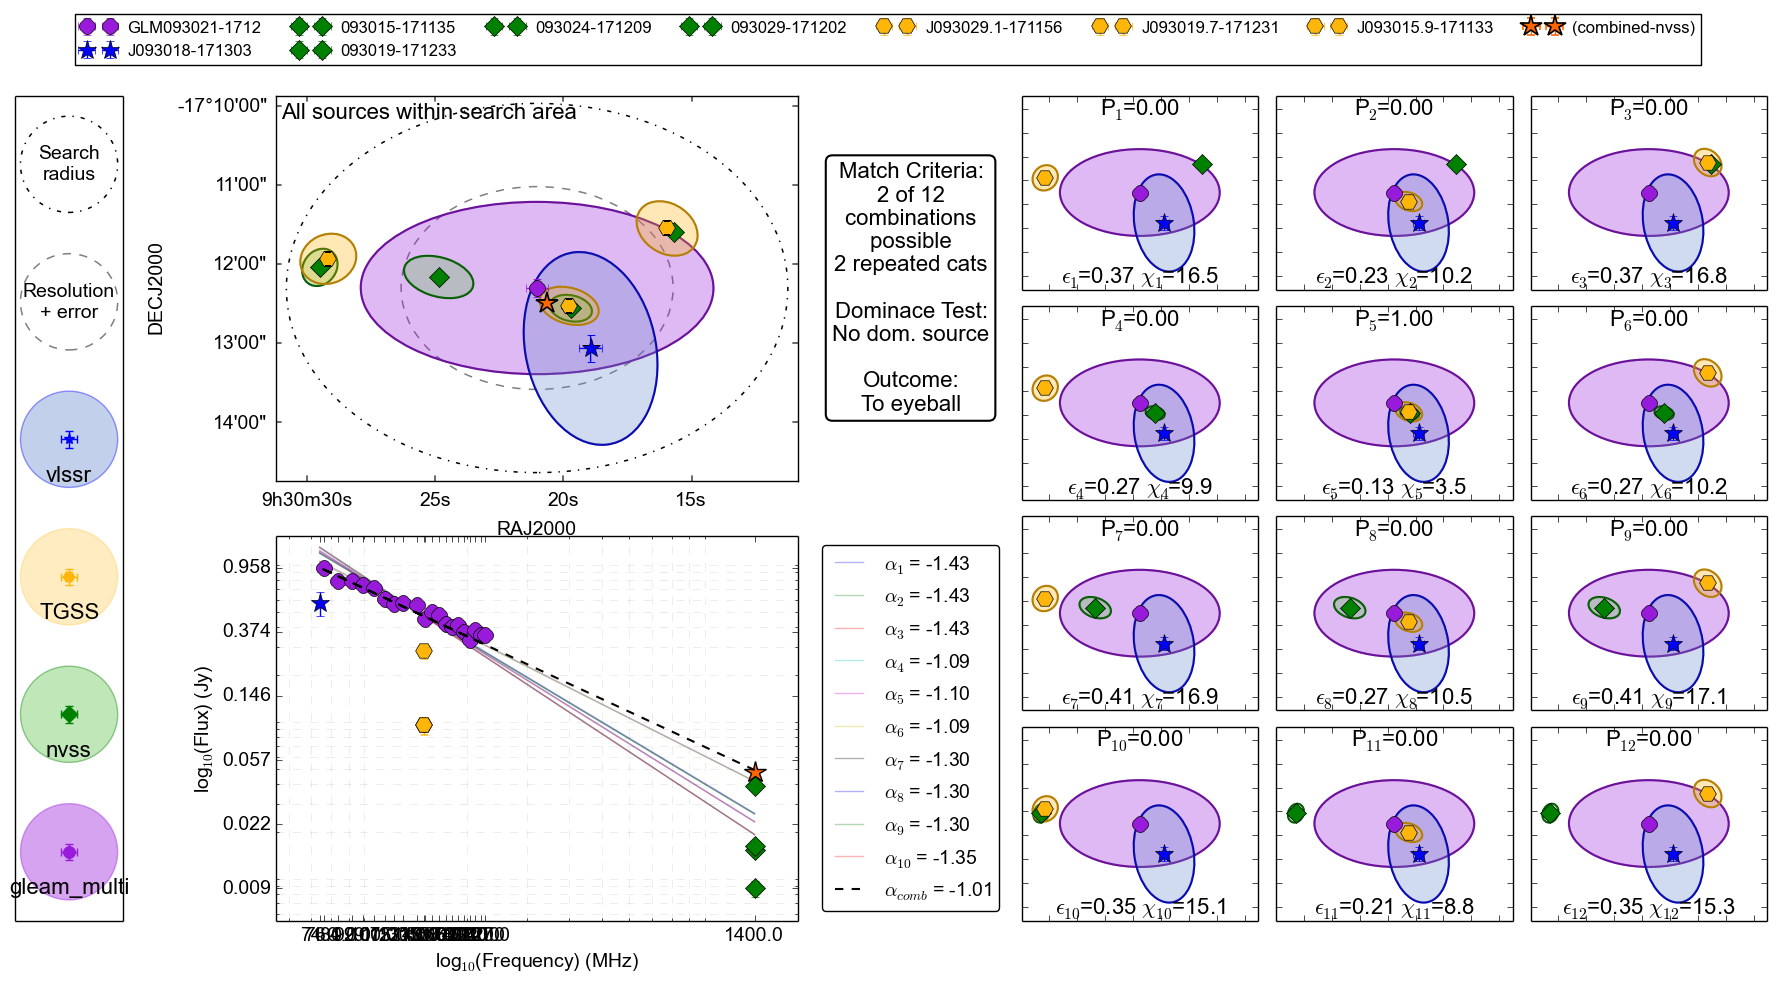 GLM093021-1712 093015-171135 093024-171209 093029-171202 J093029.1-171156 J093019.7-171231 J093015.9-171133 (combined-nvss)
J093018-171303 093019-171233
Search
radius
Resolution
+ error
vlssr
TGSS
nvss
gleam_multi
All sources within search area
DECJ2000
-17°10'00"
11'00"
12'00"
13'00"
14'00"
9h30m30s 25s 20s 15s
RAJ2000
Match Criteria:
2 of 12
combinations
possible
2 repeated cats
Dominace Test:
No dom. source
Outcome:
To eyeball
log₁₀(Flux) (Jy)
0.958
0.374
0.146
0.057
0.022
0.009
1400.0
log₁₀(Frequency) (MHz)
α₁ = -1.43
α₂ = -1.43
α₃ = -1.43
α₄ = -1.09
α₅ = -1.10
α₆ = -1.09
α₇ = -1.30
α₈ = -1.30
α₉ = -1.30
α₁₀ = -1.35
α_comb = -1.01
P₁=0.00 P₂=0.00 P₃=0.00
ϵ₁=0.37 χ₁=16.5 ϵ₂=0.23 χ₂=10.2 ϵ₃=0.37 χ₃=16.8
P₄=0.00 P₅=1.00 P₆=0.00
ϵ₄=0.27 χ₄=9.9 ϵ₅=0.13 χ₅=3.5 ϵ₆=0.27 χ₆=10.2
P₇=0.00 P₈=0.00 P₉=0.00
ϵ₇=0.41 χ₇=16.9 ϵ₈=0.27 χ₈=10.5 ϵ₉=0.41 χ₉=17.1
P₁₀=0.00 P₁₁=0.00 P₁₂=0.00
ϵ₁₀=0.35 χ₁₀=15.1 ϵ₁₁=0.21 χ₁₁=8.8 ϵ₁₂=0.35 χ₁₂=15.3